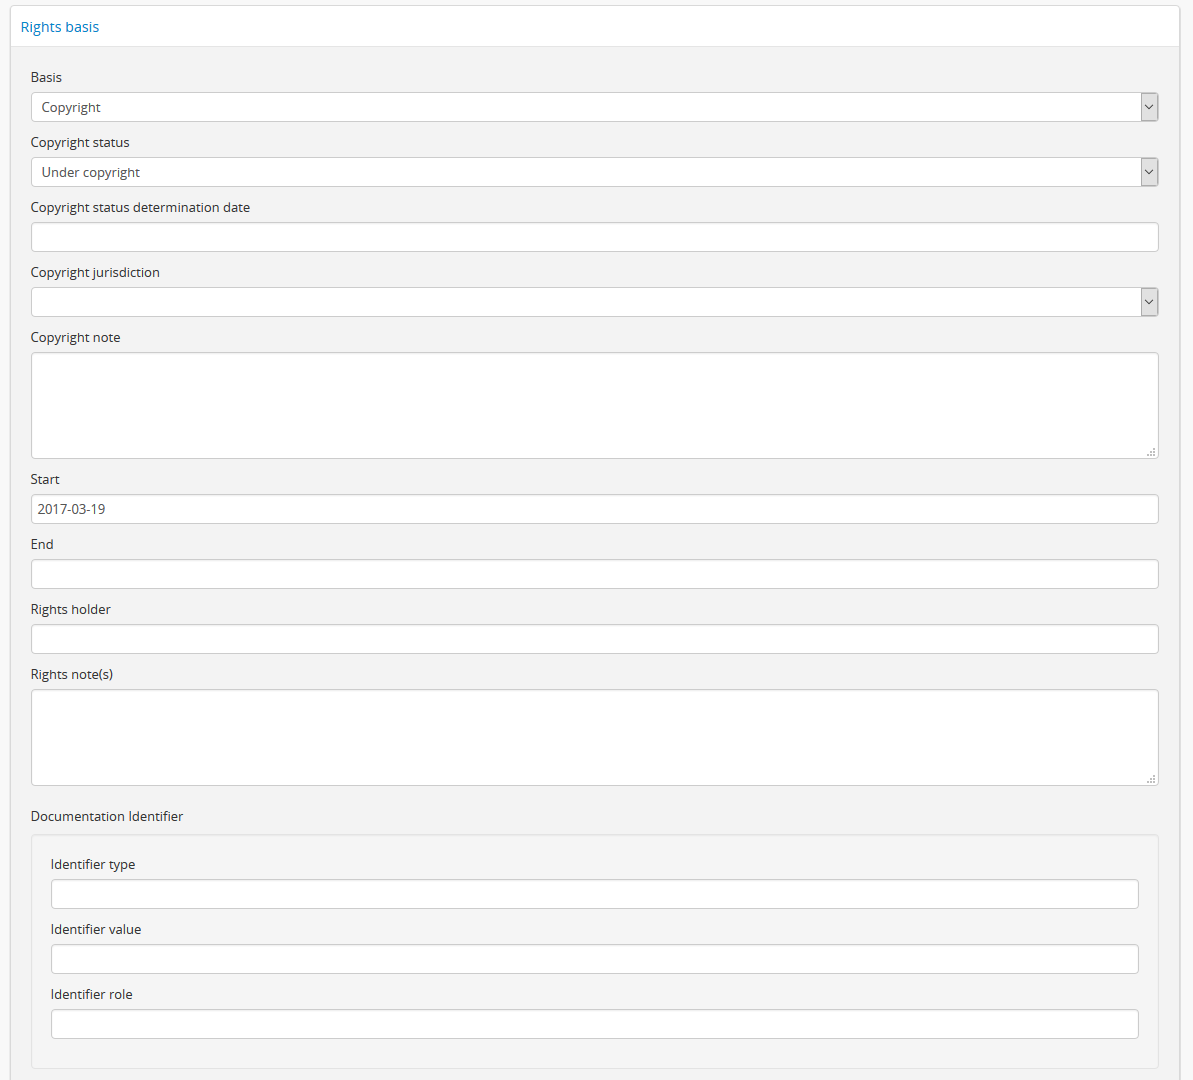 Rights basis
Basis
Copyright
Copyright status
Under copyright
Copyright status determination date
Copyright jurisdiction
Copyright note
Start
2017-03-19
End
Rights holder
Rights note(s)
Documentation Identifier
Identifier type
Identifier value
Identifier role